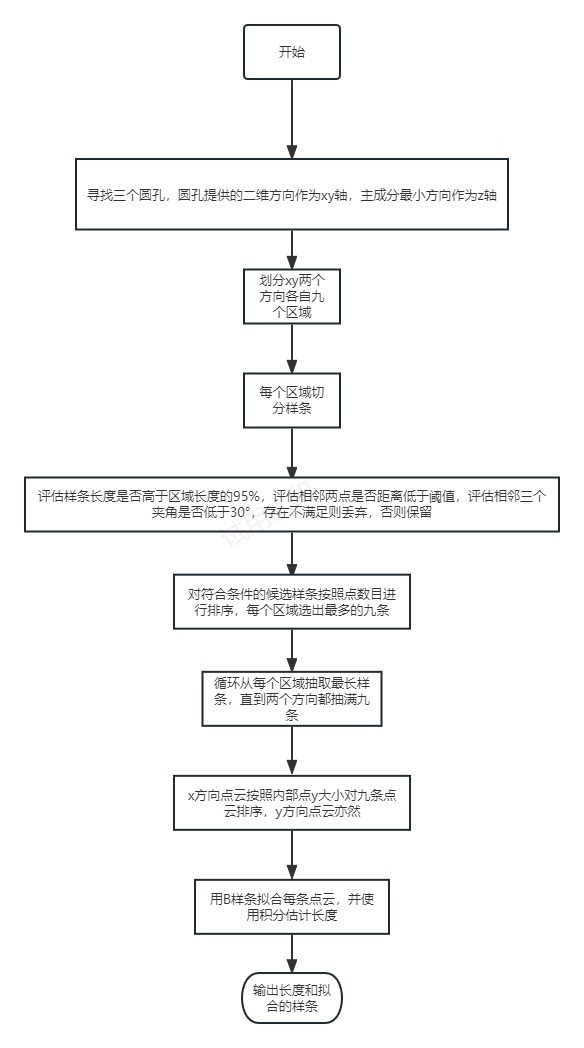 开始
寻找三个圆孔，圆孔提供的二维方向作为xy轴，主成分最小方向作为z轴
划分xy两个
方向各自九
个区域
每个区域切
分样条
评估样条长度是否高于区域长度的95%，评估相邻两点是否距离低于阈值，评估相邻三个
夹角是否低于30°，存在不满足则丢弃，否则保留
试用
对符合条件的候选样条按照点数目进
行排序，每个区域选出最多的九条
循环从每个区域抽取最长样
条，直到两个方向都抽满九
条
x方向点云按照内部点y大小对九条点
云排序，y方向点云亦然
用B样条拟合每条点云，并使
用积分估计长度
输出长度和拟
合的样条